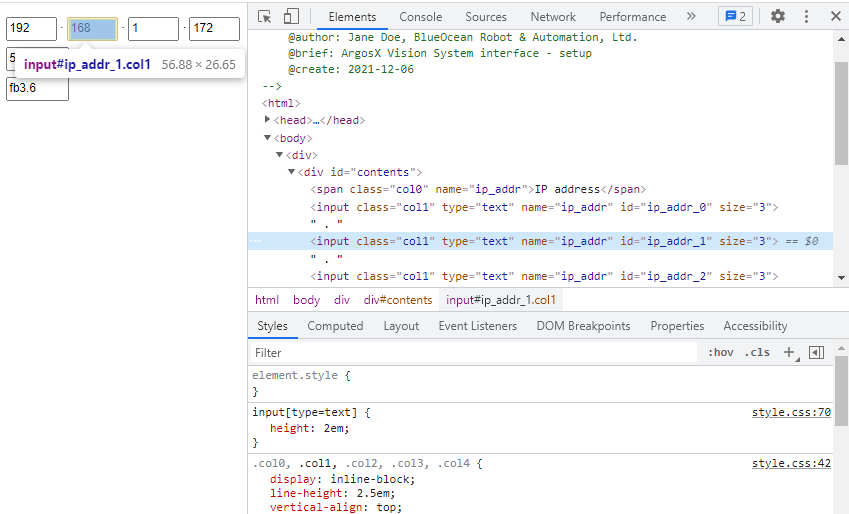 192 · 168 · 1 · 172
5
input#ip_addr_1.col1 56.88 × 26.65
fb3.6
Elements Console Sources Network Performance » 2
@author: Jane Doe, BlueOcean Robot & Automation, Ltd.
@brief: ArgosX Vision System interface - setup
@create: 2021-12-06
-->
<html>
<head>…</head>
<body>
<div>
<div id="contents">
<span class="col0" name="ip_addr">IP address</span>
<input class="col1" type="text" name="ip_addr" id="ip_addr_0" size="3">
" . "
<input class="col1" type="text" name="ip_addr" id="ip_addr_1" size="3"> == $0
" . "
<input class="col1" type="text" name="ip_addr" id="ip_addr_2" size="3">
html body div div#contents input#ip_addr_1.col1
Styles Computed Layout Event Listeners DOM Breakpoints Properties Accessibility
Filter :hov .cls +
element.style {
}
input[type=text] { style.css:70
height: 2em;
}
.col0, .col1, .col2, .col3, .col4 { style.css:42
display: inline-block;
line-height: 2.5em;
vertical-align: top;